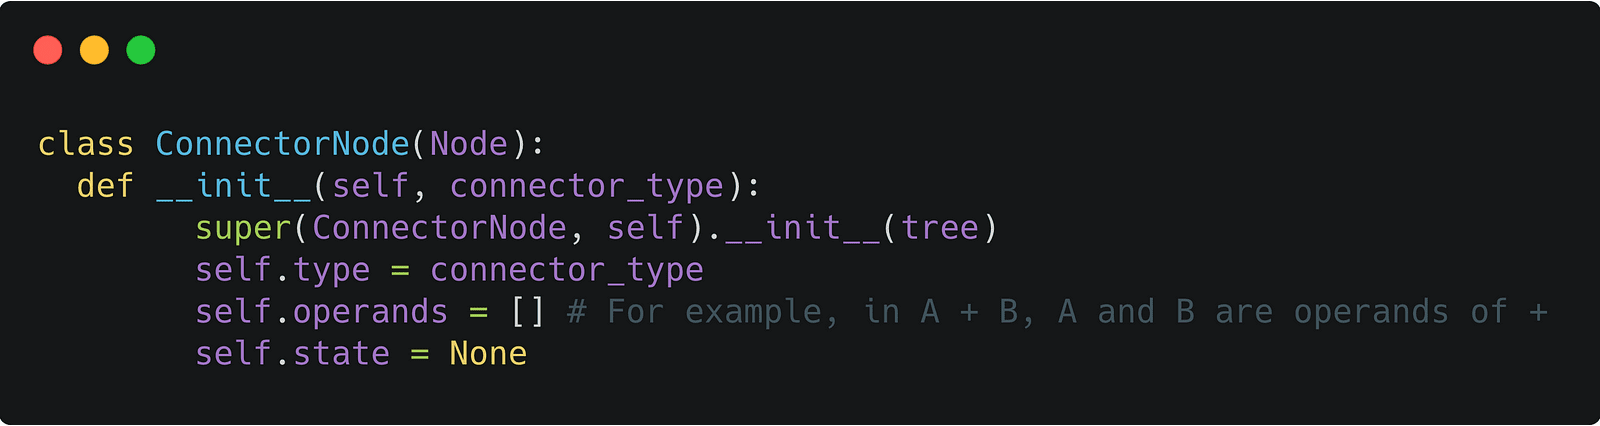 class ConnectorNode(Node):
  def __init__(self, connector_type):
        super(ConnectorNode, self).__init__(tree)
        self.type = connector_type
        self.operands = [] # For example, in A + B, A and B are operands of +
        self.state = None